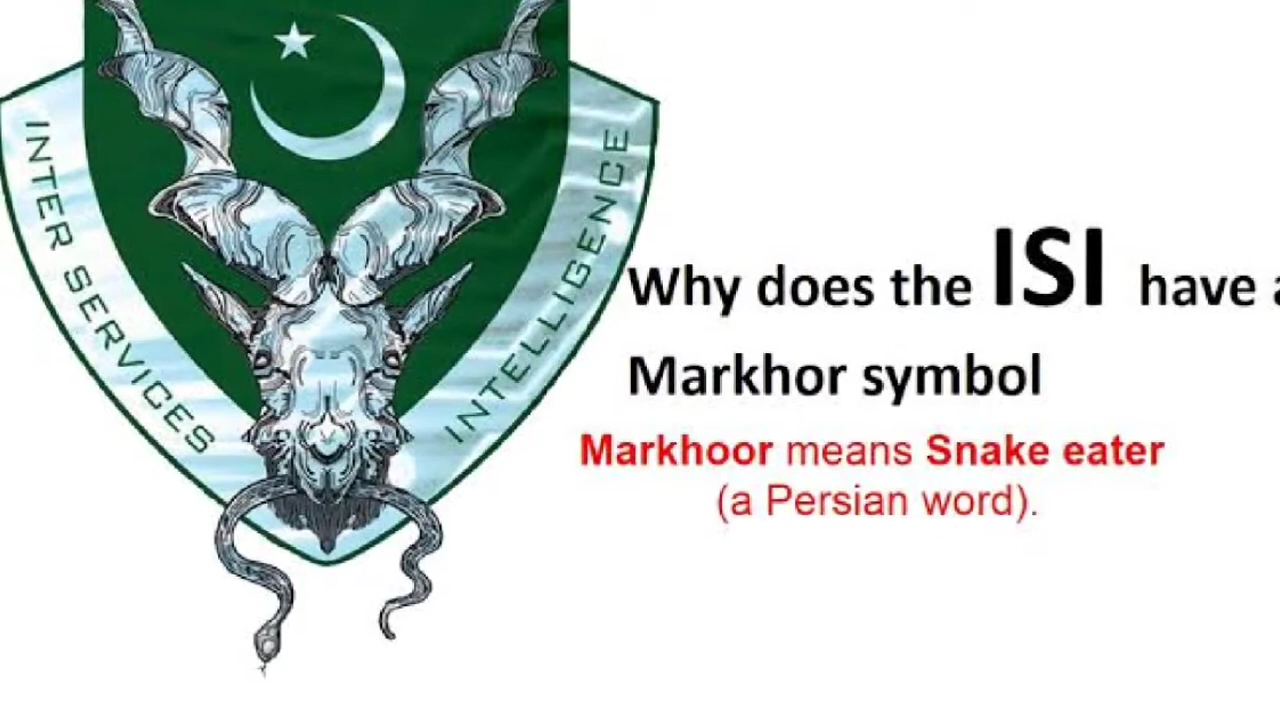 INTER SERVICES
INTELLIGENCE
Why does the ISI have a
Markhor symbol
Markhoor means Snake eater
(a Persian word).